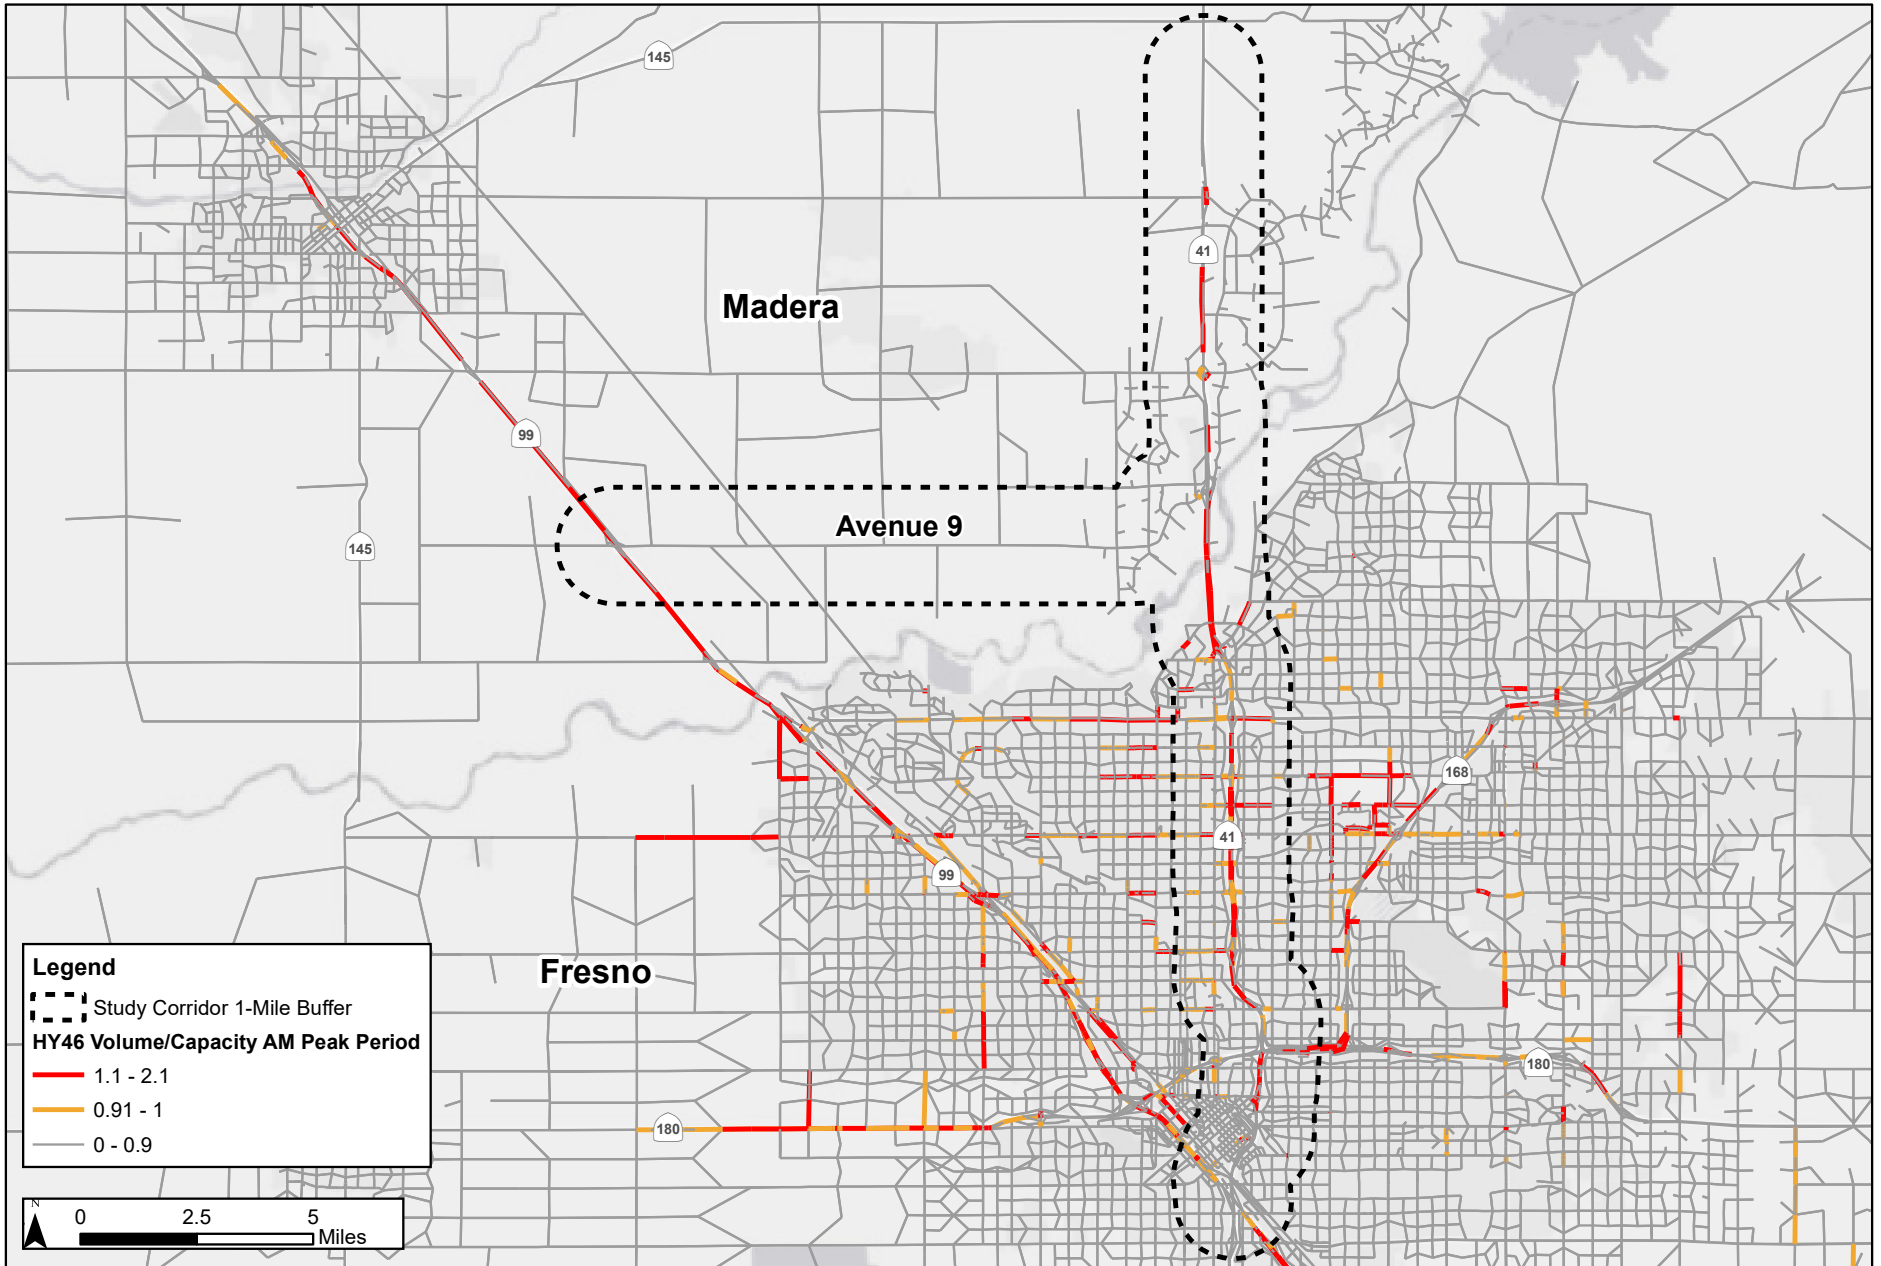 145
41
Madera
99
Avenue 9
145
168
41
99
Fresno
180
180
Legend
Study Corridor 1-Mile Buffer
HY46 Volume/Capacity AM Peak Period
1.1 - 2.1
0.91 - 1
0 - 0.9
N
0 2.5 5
Miles